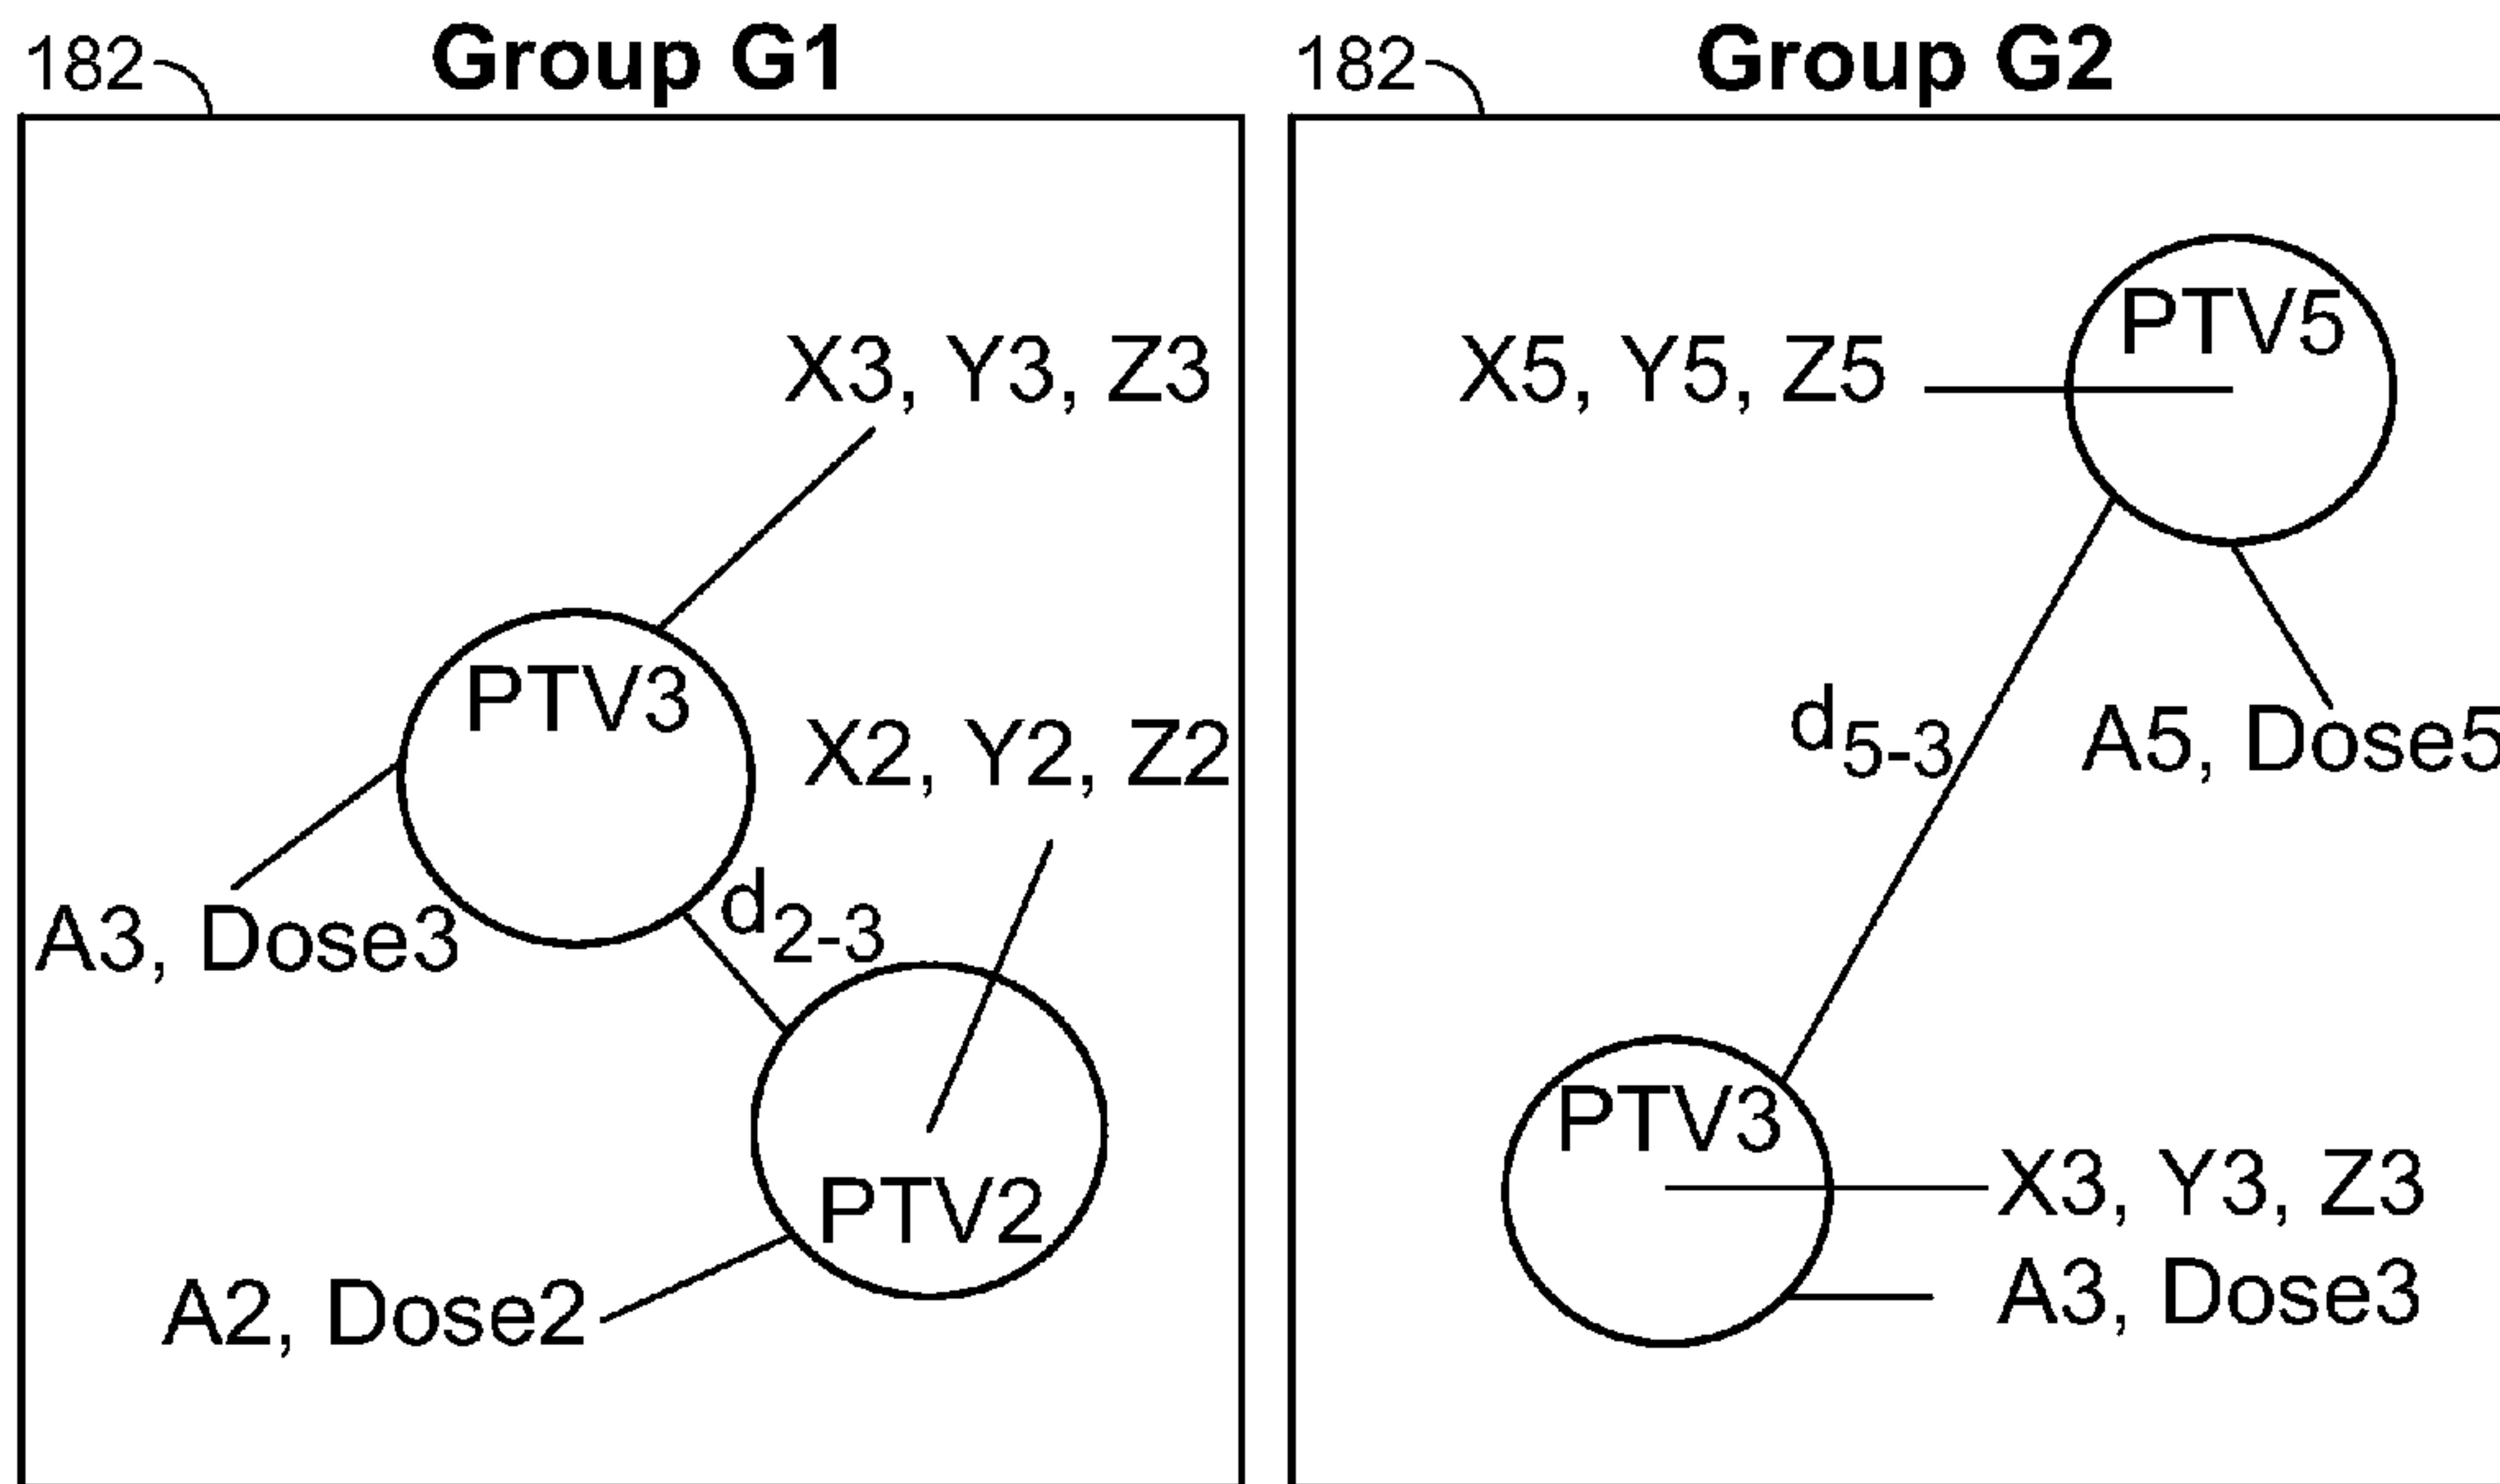 182
Group G1
X3, Y3, Z3
PTV3
X2, Y2, Z2
d2-3
A3, Dose3
PTV2
A2, Dose2
182
Group G2
PTV5
X5, Y5, Z5
d5-3
A5, Dose5
PTV3
X3, Y3, Z3
A3, Dose3